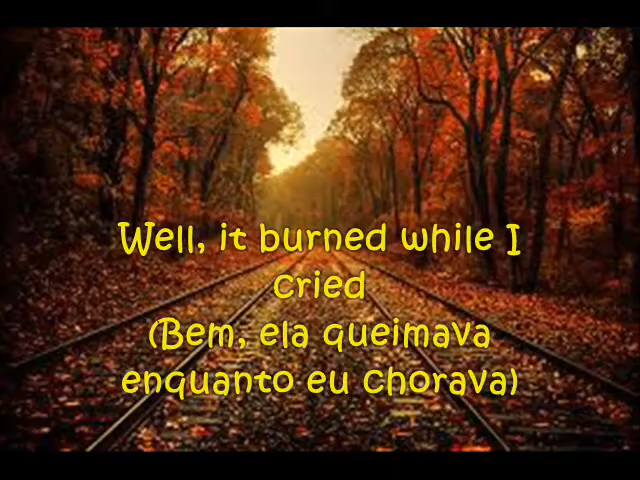 Well, it burned while I
cried
(Bem, ela queimava
enquanto eu chorava)